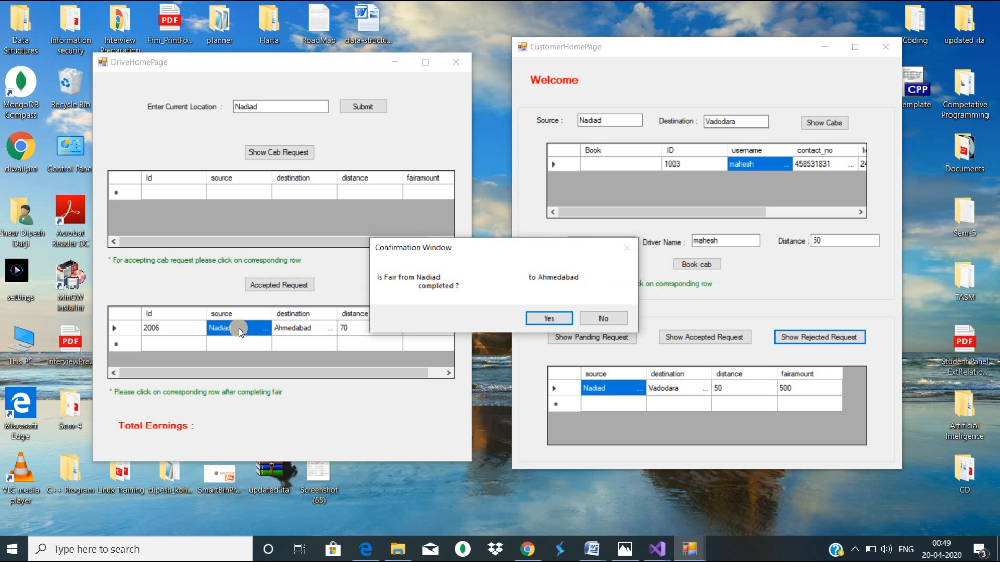 Data
Structures
Information
security
Interview
Preparation
PDF
Frm_PrintFo...
planner
Harta
RoadMap
data-structu...
Coding
updated ita
MongoDB
Compass
Recycle Bin
CPP
emplate
Competative
Programming
diwalipre
Control Pane
Documents
'neur Dipesh
Darji
Acrobat
Reader DC
Sem-5
settings
MinGW
Installer
TASM
This PC
PDF
InterviewPre...
PDF
Student Panel
- ExtRelatio...
Microsoft
Edge
Sem-4
Artificial
Inteligence
VLC media
player
C++ Program
Linux Training
dipesh_koh...
SmartBinPr...
updated ita
Screenshot
(65)
CD
DriveHomePage
Enter Current Location :
Nadiad
Submit
Show Cab Request
Id source destination distance fairamount
* For accepting cab request please click on corresponding row
Accepted Request
Id source destination distance
2006 Nadiad ... Ahmedabad ... 70
* Please click on corresponding row after completing fair
Total Earnings :
Confirmation Window
Is Fair from Nadiad to Ahmedabad
completed ?
Yes
No
CustomerHomePage
Welcome
Source : Nadiad Destination : Vadodara Show Cabs
Book ID username contact_no
1003 mahesh ... 458531831 ... 24
Driver Name : mahesh Distance : 50
Book cab
k on corresponding row
Show Panding Request
Show Accepted Request
Show Rejected Request
source destination distance fairamount
Nadiad ... Vadodara ... 50 500
Type here to search
ENG
00:49
20-04-2020
3